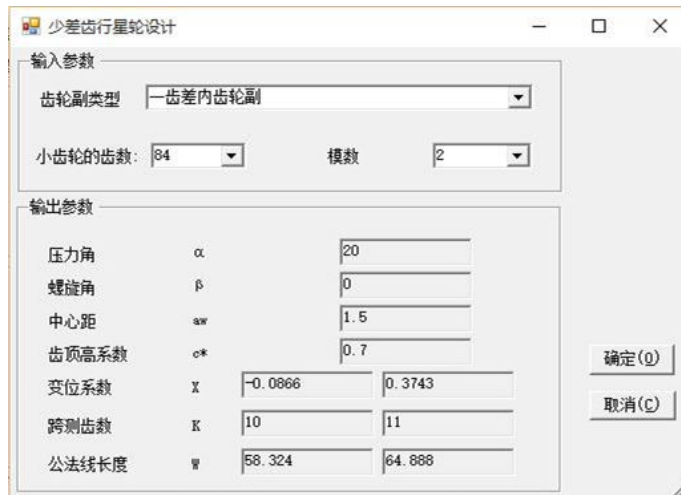 少差齿行星轮设计
输入参数
齿轮副类型 一齿差内齿轮副
小齿轮的齿数: 84 模数 2
输出参数
压力角 α 20
螺旋角 β 0
中心距 aw 1.5
齿顶高系数 c* 0.7
变位系数 X -0.0866 0.3743
跨测齿数 K 10 11
公法线长度 W 58.324 64.888
确定(O)
取消(C)